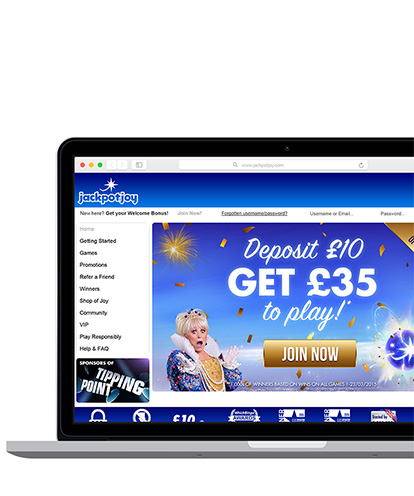 www.jackpotjoy.com
jackpotjoy
New here? Get your Welcome Bonus! Join Now! Forgotten username/password? Username or Email... Password...
Home
Getting Started
Games
Promotions
Refer a Friend
Winners
Shop of Joy
Community
VIP
Play Responsibly
Help & FAQ
SPONSORS OF
TIPPING
POINT
Deposit £10
GET £35
to play!*
JOIN NOW
OF WINNERS BASED ON WINS ON ALL GAMES 1-23/03/2015
£10
AWARDS